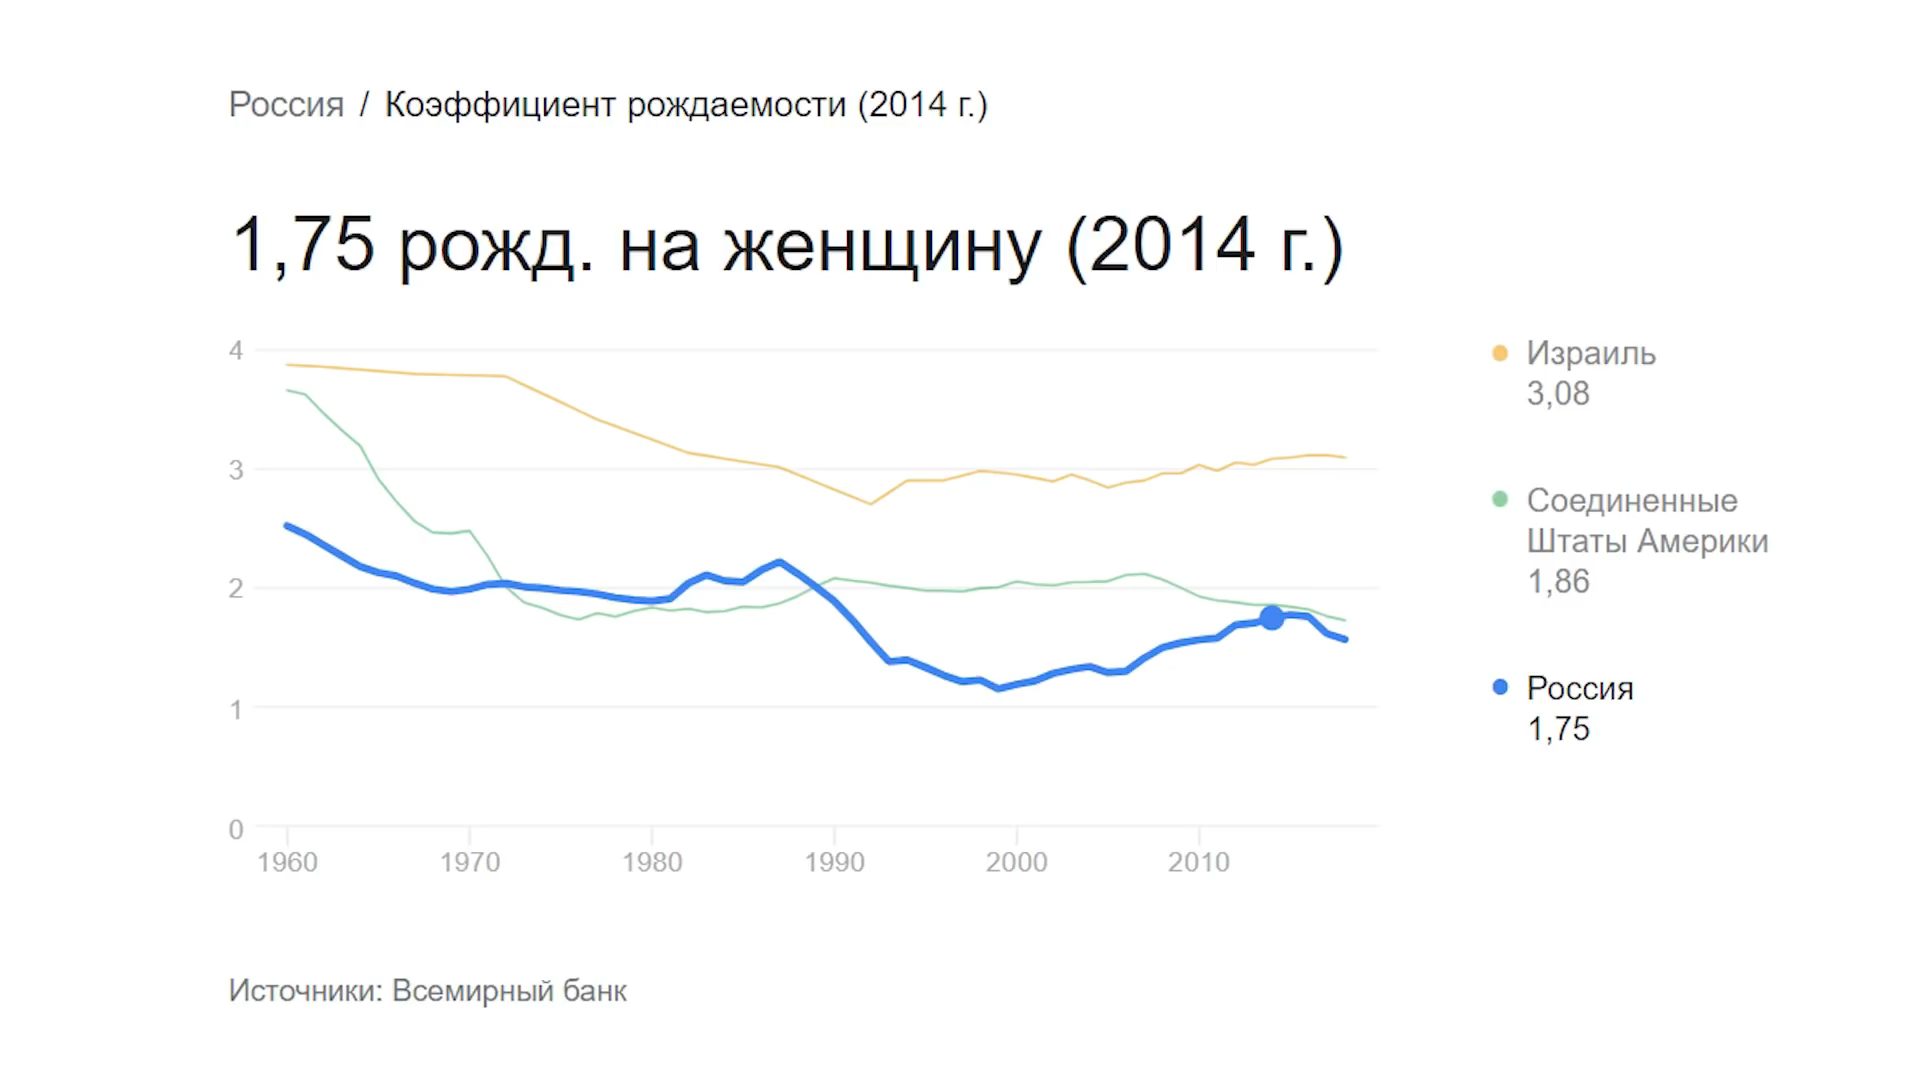 Россия / Коэффициент рождаемости (2014 г.)
1,75 рожд. на женщину (2014 г.)
4
3
2
1
0
1960 1970 1980 1990 2000 2010
Израиль
3,08
Соединенные
Штаты Америки
1,86
Россия
1,75
Источники: Всемирный банк